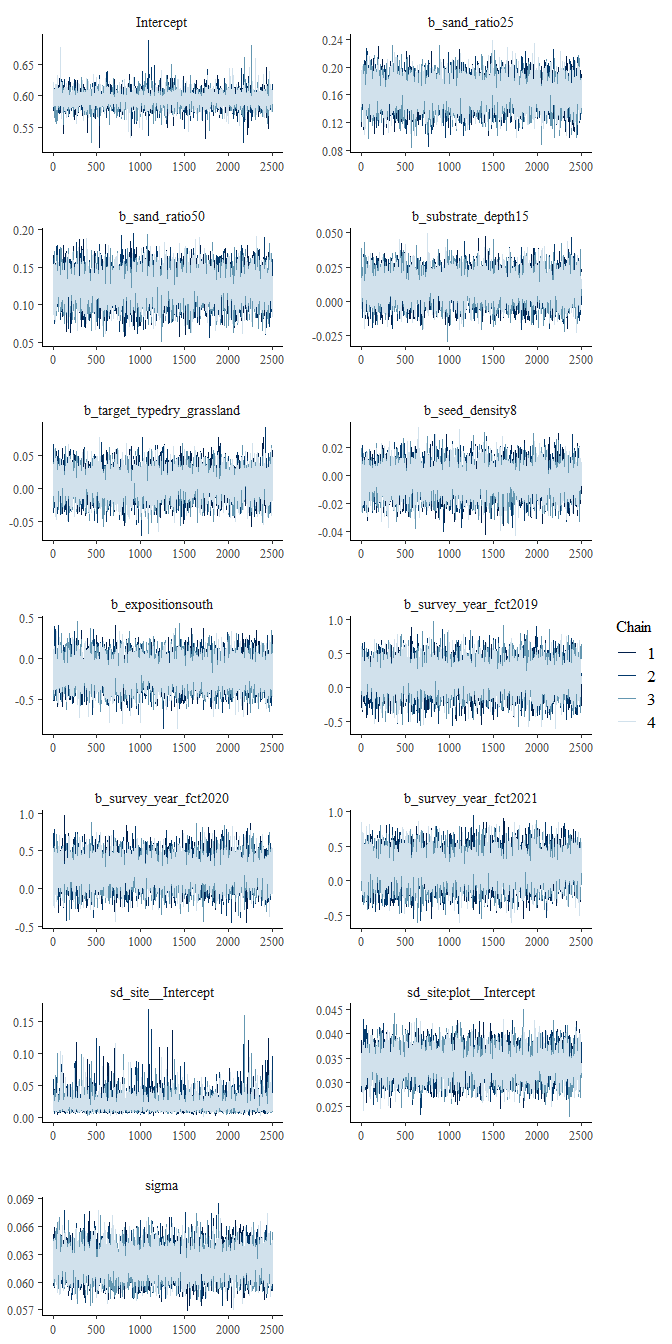 Intercept
0.65
0.60
0.55
0 500 1000 1500 2000 2500
b_sand_ratio25
0.24
0.20
0.16
0.12
0.08
0 500 1000 1500 2000 2500
b_sand_ratio50
0.20
0.15
0.10
0.05
0 500 1000 1500 2000 2500
b_substrate_depth15
0.050
0.025
0.000
-0.025
0 500 1000 1500 2000 2500
b_target_typedry_grassland
0.05
0.00
-0.05
0 500 1000 1500 2000 2500
b_seed_density8
0.02
0.00
-0.02
-0.04
0 500 1000 1500 2000 2500
b_expositionsouth
0.5
0.0
-0.5
0 500 1000 1500 2000 2500
b_survey_year_fct2019
1.0
0.5
0.0
-0.5
0 500 1000 1500 2000 2500
Chain
1
2
3
4
b_survey_year_fct2020
1.0
0.5
0.0
-0.5
0 500 1000 1500 2000 2500
b_survey_year_fct2021
1.0
0.5
0.0
-0.5
0 500 1000 1500 2000 2500
sd_site__Intercept
0.15
0.10
0.05
0.00
0 500 1000 1500 2000 2500
sd_site:plot__Intercept
0.045
0.040
0.035
0.030
0.025
0 500 1000 1500 2000 2500
sigma
0.069
0.066
0.063
0.060
0.057
0 500 1000 1500 2000 2500